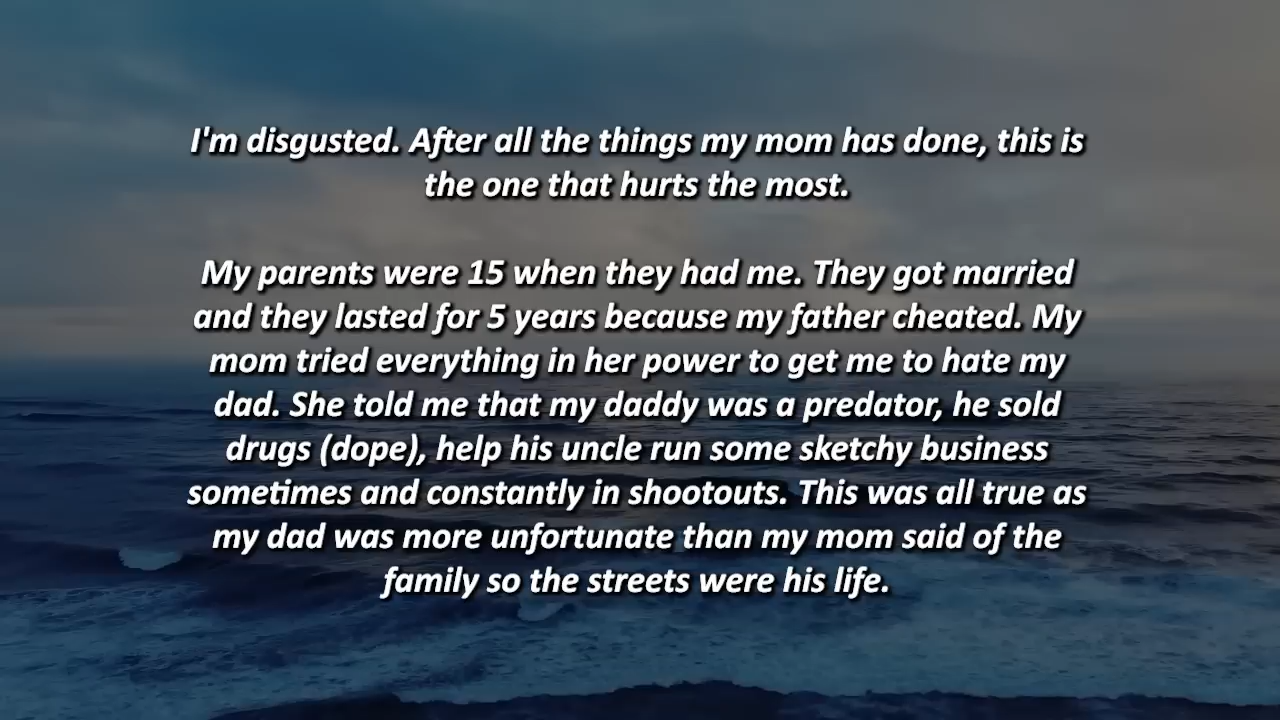 I'm disgusted. After all the things my mom has done, this is
the one that hurts the most.
My parents were 15 when they had me. They got married
and they lasted for 5 years because my father cheated. My
mom tried everything in her power to get me to hate my
dad. She told me that my daddy was a predator, he sold
drugs (dope), help his uncle run some sketchy business
sometimes and constantly in shootouts. This was all true as
my dad was more unfortunate than my mom said of the
family so the streets were his life.